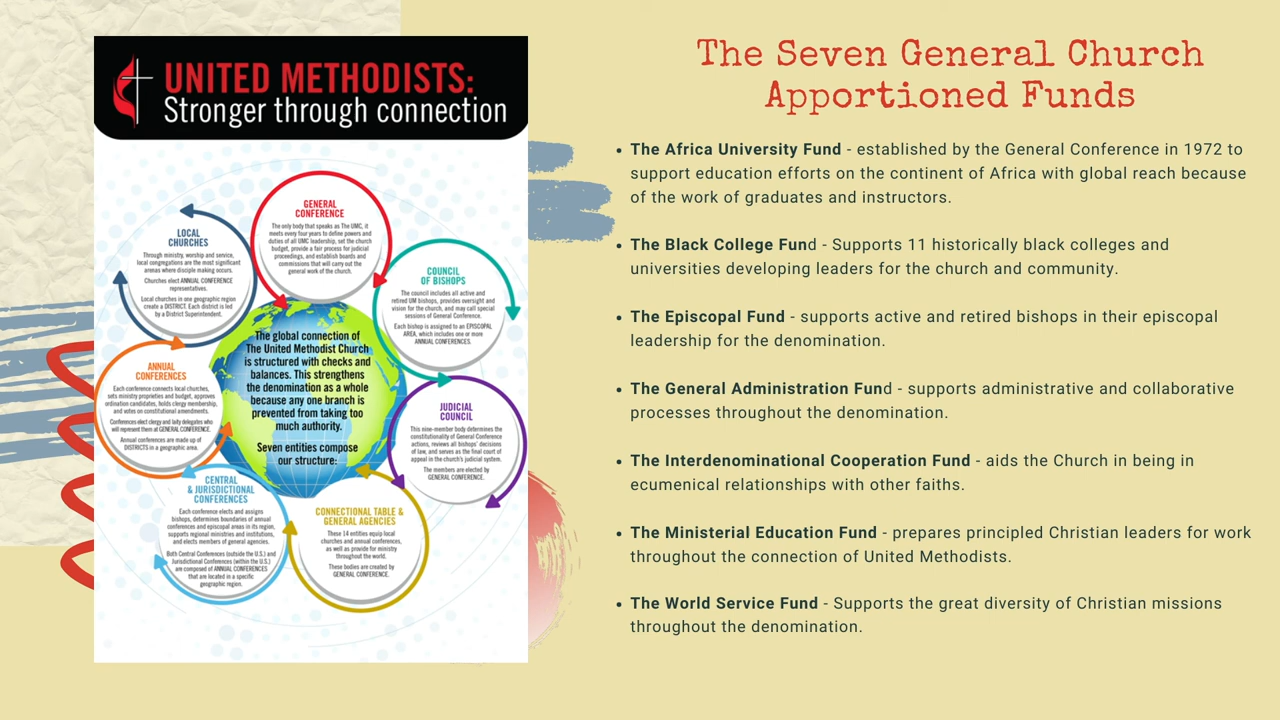 UNITED METHODISTS:
Stronger through connection
GENERAL
CONFERENCE
The only body that speaks as The UMC, it
meets every four years to define powers and
duties of all UMC leadership, set the church
budget, provide a fair process for judicial
proceedings, and establish boards and
commissions that will carry out the
general work of the church.
LOCAL
CHURCHES
Through ministry, worship and service,
local congregations are the most significant
areas where disciple making occurs.
Churches elect ANNUAL CONFERENCE
representatives.
Local churches in one geographic region
create a DISTRICT. Each district is led
by a District Superintendent.
COUNCIL
OF BISHOPS
The council includes all active and
retired UM bishops, provides oversight and
vision for the church, and may call special
sessions of General Conference.
Each bishop is assigned to an EPISCOPAL
AREA, which includes one or more
ANNUAL CONFERENCES.
The global connection of
The United Methodist Church
is structured with checks and
balances. This strengthens
the denomination as a whole
because any one branch is
prevented from taking too
much authority.
Seven entities compose
our structure:
ANNUAL
CONFERENCES
Each conference connects local churches,
sets ministry proprieties and budget, approves
ordination candidates, holds clergy membership,
and votes on constitutional amendments.
Conferences elect clergy and laity delegates who
will represent them at GENERAL CONFERENCE.
Annual conferences are made up of
DISTRICTS in a geographic area.
JUDICIAL
COUNCIL
This nine-member body determines the
constitutionality of General Conference
actions, reviews all bishops' decisions
of law, and serves as the final court of
appeal in the church's judicial system.
The members are elected by
GENERAL CONFERENCE.
CENTRAL
& JURISDICTIONAL
CONFERENCES
Each conference elects and assigns
bishops, determines boundaries of annual
conferences and episcopal areas in its region,
supports regional ministries and institutions,
and elects members of general agencies.
Both Central Conferences (outside the U.S.) and
Jurisdictional Conferences (within the U.S.)
are composed of ANNUAL CONFERENCES
that are located in a specific
geographic region.
CONNECTIONAL TABLE &
GENERAL AGENCIES
These 14 entities equip local
churches and annual conferences,
as well as provide for ministry
throughout the world.
These bodies are created by
GENERAL CONFERENCE.
The Seven General Church
Apportioned Funds
• The Africa University Fund - established by the General Conference in 1972 to
support education efforts on the continent of Africa with global reach because
of the work of graduates and instructors.
• The Black College Fund - Supports 11 historically black colleges and
universities developing leaders for the church and community.
• The Episcopal Fund - supports active and retired bishops in their episcopal
leadership for the denomination.
• The General Administration Fund - supports administrative and collaborative
processes throughout the denomination.
• The Interdenominational Cooperation Fund - aids the Church in being in
ecumenical relationships with other faiths.
• The Ministerial Education Fund - prepares principled Christian leaders for work
throughout the connection of United Methodists.
• The World Service Fund - Supports the great diversity of Christian missions
throughout the denomination.